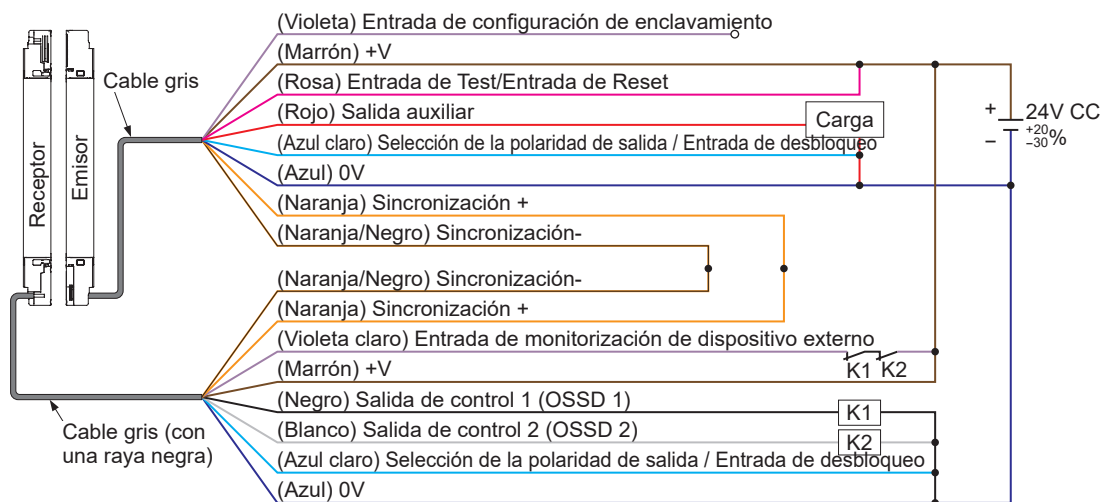 (Violeta) Entrada de configuración de enclavamiento
(Marrón) +V
Cable gris
(Rosa) Entrada de Test/Entrada de Reset
(Rojo) Salida auxiliar
Carga
+
24V CC
+20
−30 %
−
(Azul claro) Selección de la polaridad de salida / Entrada de desbloqueo
(Azul) 0V
Receptor
Emisor
(Naranja) Sincronización +
(Naranja/Negro) Sincronización-
(Naranja/Negro) Sincronización-
(Naranja) Sincronización +
(Violeta claro) Entrada de monitorización de dispositivo externo
K1 K2
(Marrón) +V
(Negro) Salida de control 1 (OSSD 1)
K1
Cable gris (con
una raya negra)
(Blanco) Salida de control 2 (OSSD 2)
K2
(Azul claro) Selección de la polaridad de salida / Entrada de desbloqueo
(Azul) 0V